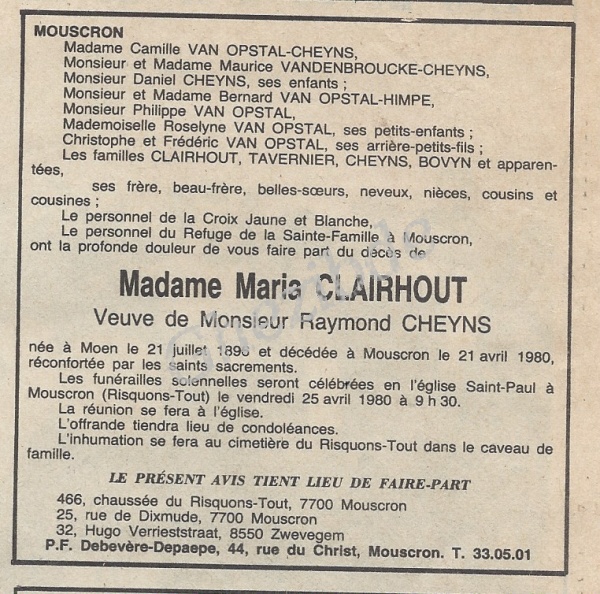 MOUSCRON
Madame Camille VAN OPSTAL-CHEYNS,
Monsieur et Madame Maurice VANDENBROUCKE-CHEYNS,
Monsieur Daniel CHEYNS, ses enfants ;
Monsieur et Madame Bernard VAN OPSTAL-HIMPE,
Monsieur Philippe VAN OPSTAL,
Mademoiselle Roselyne VAN OPSTAL, ses petits-enfants ;
Christophe et Frédéric VAN OPSTAL, ses arrière-petits-fils ;
Les familles CLAIRHOUT, TAVERNIER, CHEYNS, BOVYN et apparen-
tées,
ses frère, beau-frère, belles-sœurs, neveux, nièces, cousins et
cousines ;
Le personnel de la Croix Jaune et Blanche,
Le personnel du Refuge de la Sainte-Famille à Mouscron,
ont la profonde douleur de vous faire part du décès de
Madame Maria CLAIRHOUT
Veuve de Monsieur Raymond CHEYNS
née à Moen le 21 juillet 1896 et décédée à Mouscron le 21 avril 1980,
réconfortée par les saints sacrements.
Les funérailles solennelles seront célébrées en l'église Saint-Paul à
Mouscron (Risquons-Tout) le vendredi 25 avril 1980 à 9 h 30.
La réunion se fera à l'église.
L'offrande tiendra lieu de condoléances.
L'inhumation se fera au cimetière du Risquons-Tout dans le caveau de
famille.
LE PRÉSENT AVIS TIENT LIEU DE FAIRE-PART
466, chaussée du Risquons-Tout, 7700 Mouscron
25, rue de Dixmude, 7700 Mouscron
32, Hugo Verrieststraat, 8550 Zwevegem
P.F. Debevère-Depaepe, 44, rue du Christ, Mouscron. T. 33.05.01